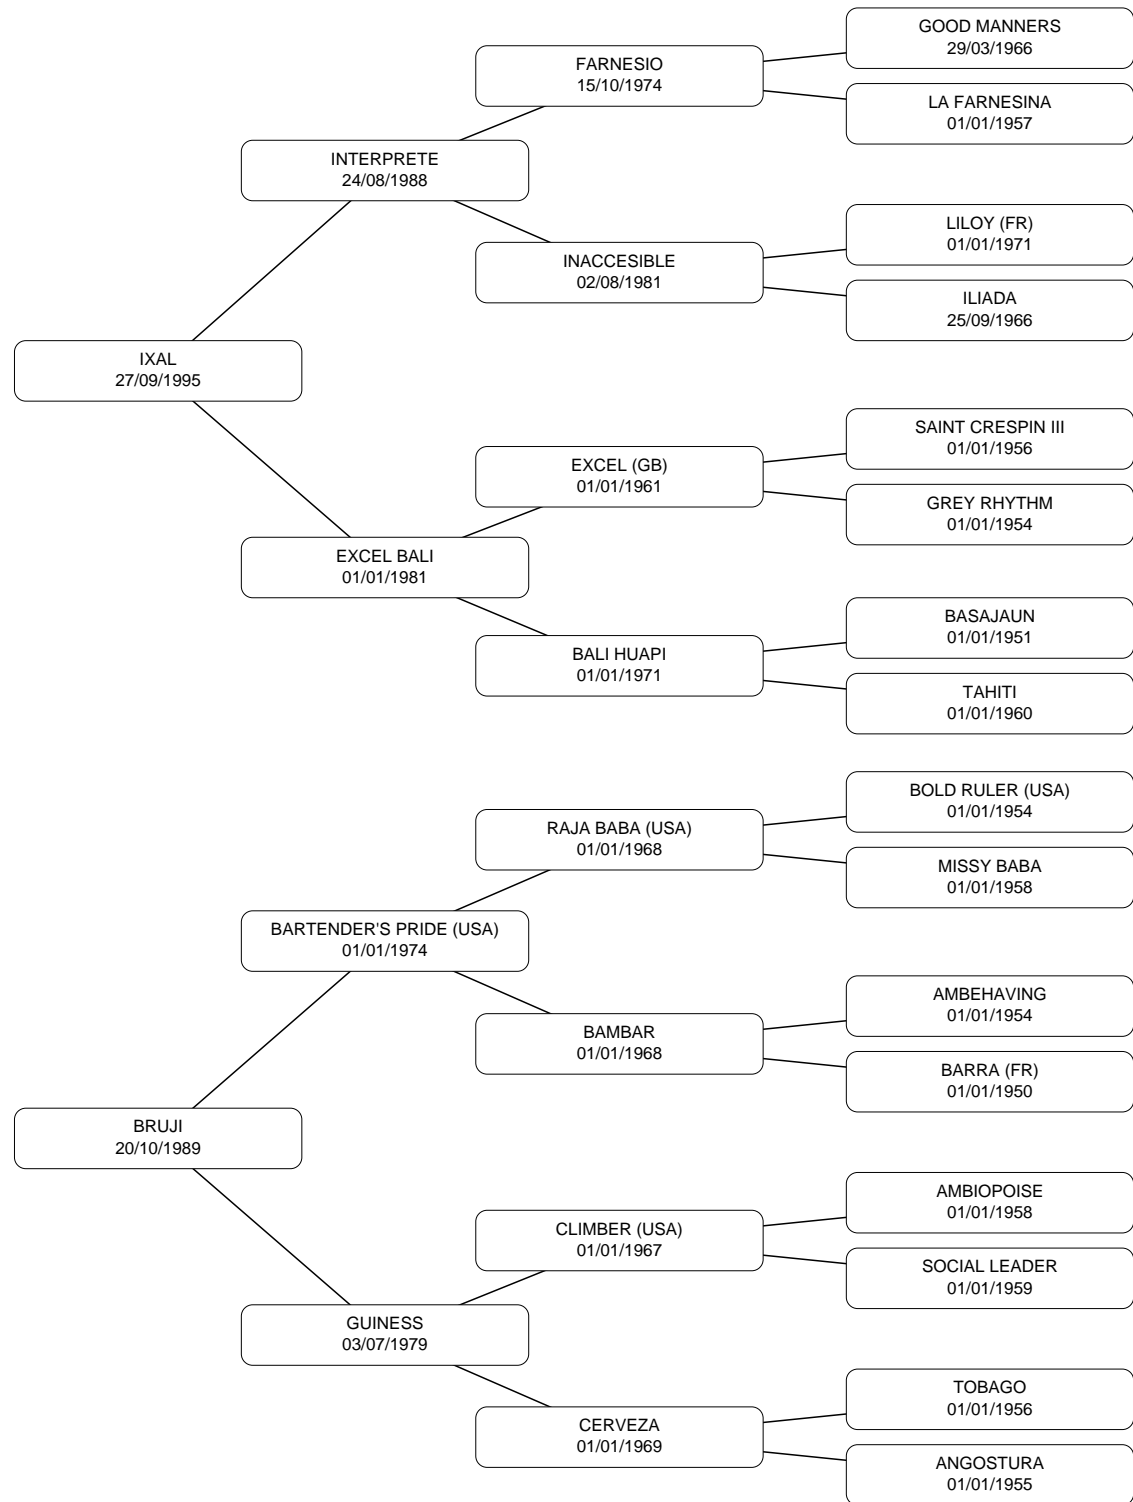 GOOD MANNERS
29/03/1966
FARNESIO
15/10/1974
LA FARNESINA
01/01/1957
INTERPRETE
24/08/1988
LILOY (FR)
01/01/1971
INACCESIBLE
02/08/1981
ILIADA
25/09/1966
IXAL
27/09/1995
SAINT CRESPIN III
01/01/1956
EXCEL (GB)
01/01/1961
GREY RHYTHM
01/01/1954
EXCEL BALI
01/01/1981
BASAJAUN
01/01/1951
BALI HUAPI
01/01/1971
TAHITI
01/01/1960
BOLD RULER (USA)
01/01/1954
RAJA BABA (USA)
01/01/1968
MISSY BABA
01/01/1958
BARTENDER'S PRIDE (USA)
01/01/1974
AMBEHAVING
01/01/1954
BAMBAR
01/01/1968
BARRA (FR)
01/01/1950
BRUJI
20/10/1989
AMBIOPOISE
01/01/1958
CLIMBER (USA)
01/01/1967
SOCIAL LEADER
01/01/1959
GUINESS
03/07/1979
TOBAGO
01/01/1956
CERVEZA
01/01/1969
ANGOSTURA
01/01/1955